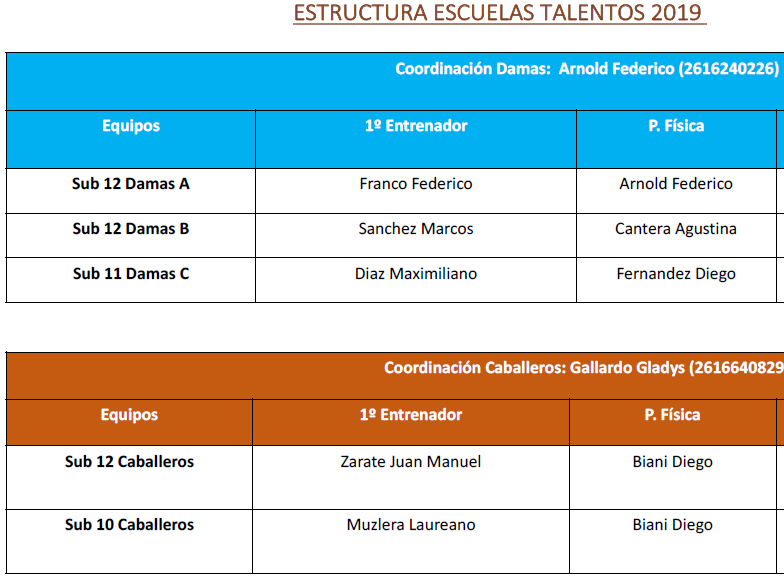 ESTRUCTURA ESCUELAS TALENTOS 2019
Coordinación Damas: Arnold Federico (2616240226)
Equipos 1º Entrenador P. Física
Sub 12 Damas A Franco Federico Arnold Federico
Sub 12 Damas B Sanchez Marcos Cantera Agustina
Sub 11 Damas C Diaz Maximiliano Fernandez Diego
Coordinación Caballeros: Gallardo Gladys (2616640829
Equipos 1º Entrenador P. Física
Sub 12 Caballeros Zarate Juan Manuel Biani Diego
Sub 10 Caballeros Muzlera Laureano Biani Diego